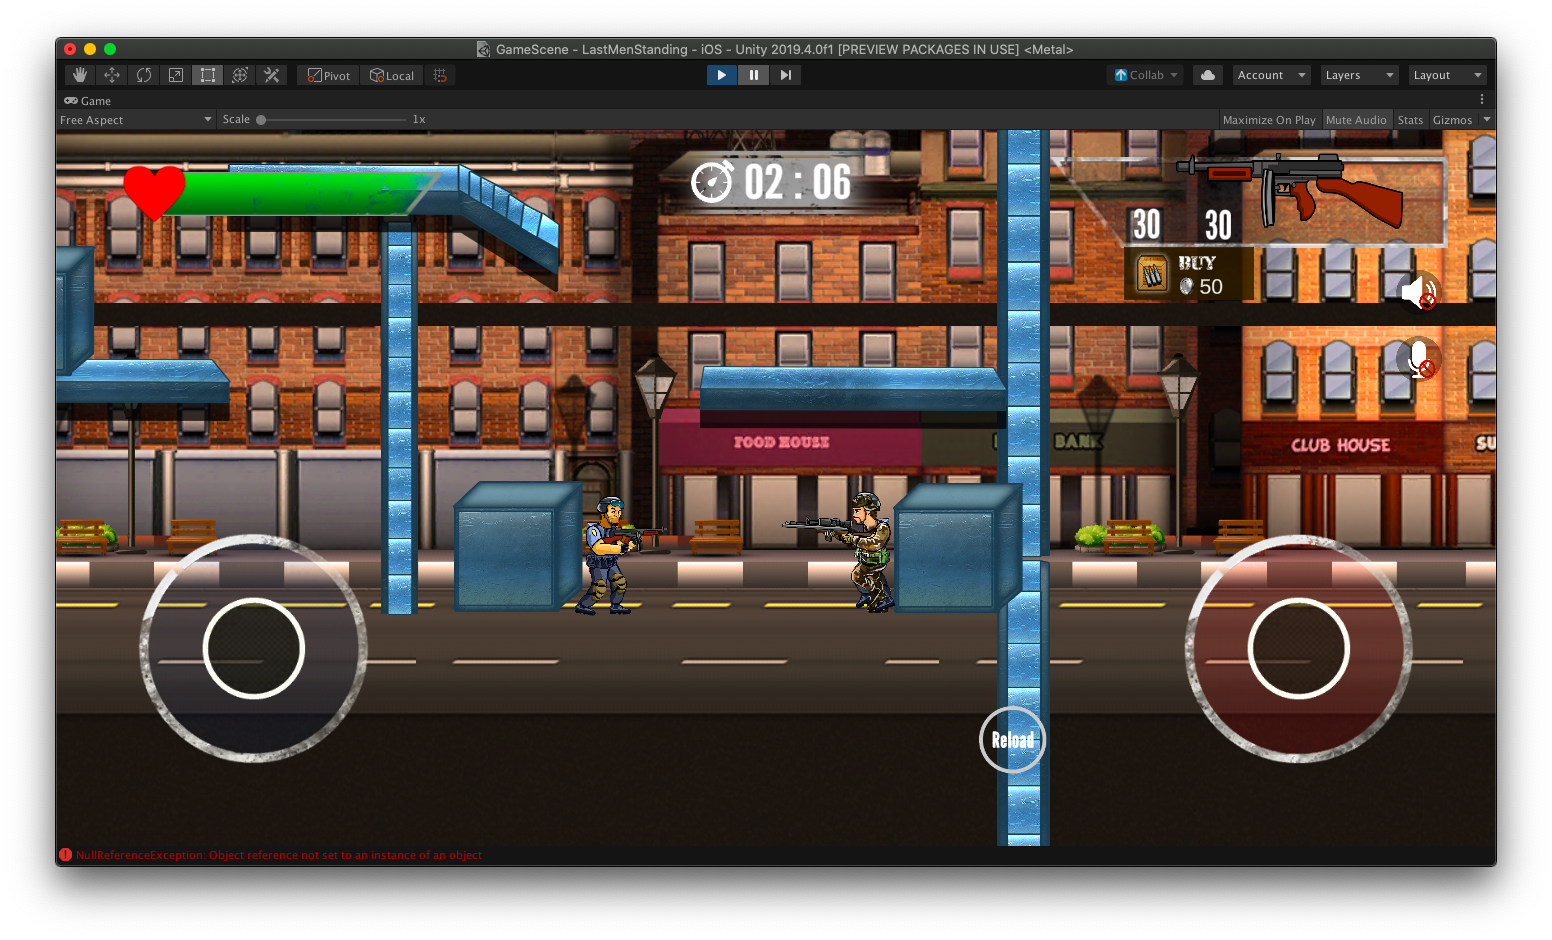 GameScene - LastMenStanding - iOS - Unity 2019.4.0f1 [PREVIEW PACKAGES IN USE] <Metal>
Pivot Local Collab Account Layers Layout
Game
Free Aspect Scale 1x Maximize On Play Mute Audio Stats Gizmos
02 : 06
30 30
BUY
50
FOOD HOUSE
BANK
CLUB HOUSE
Reload
NullReferenceException: Object reference not set to an instance of an object